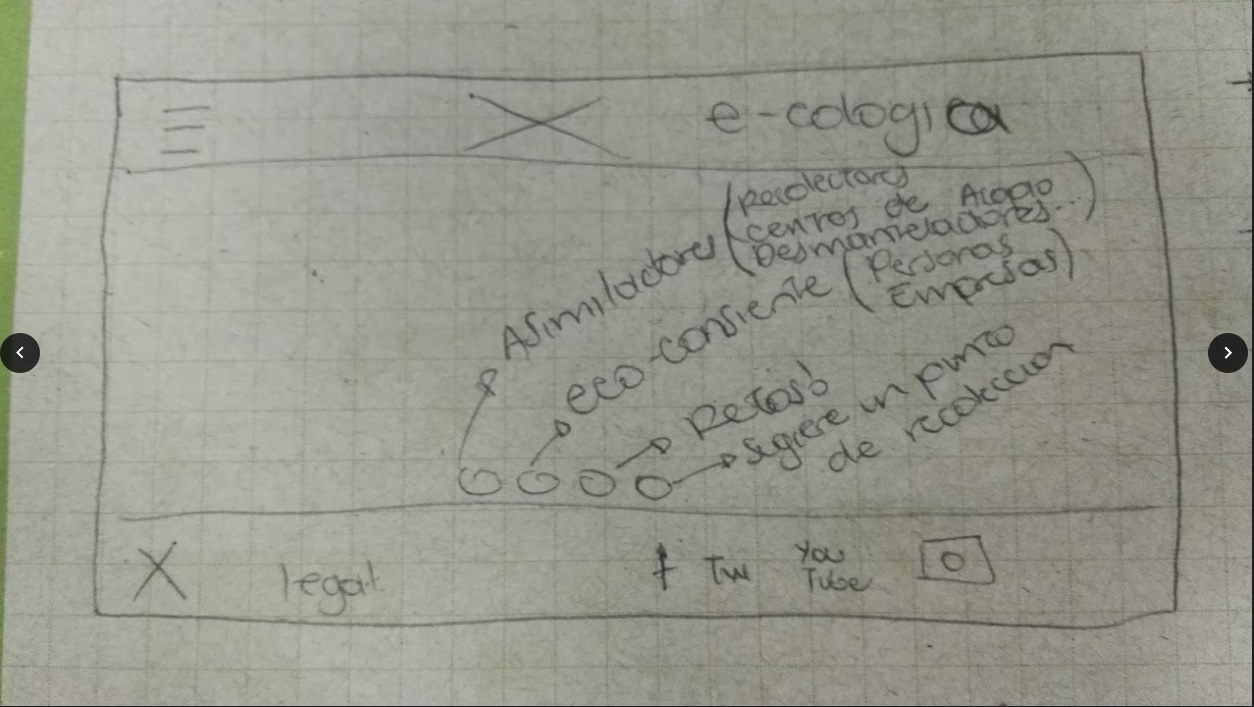 e-cologica
Asimiladores (Recolectores
Centros de Acopio
Desmanteladores...)
eco-consiente (Personas
Empresas)
Retos!
Sugiere un punto
de recoleccion
legal.
f Tw You
Tube